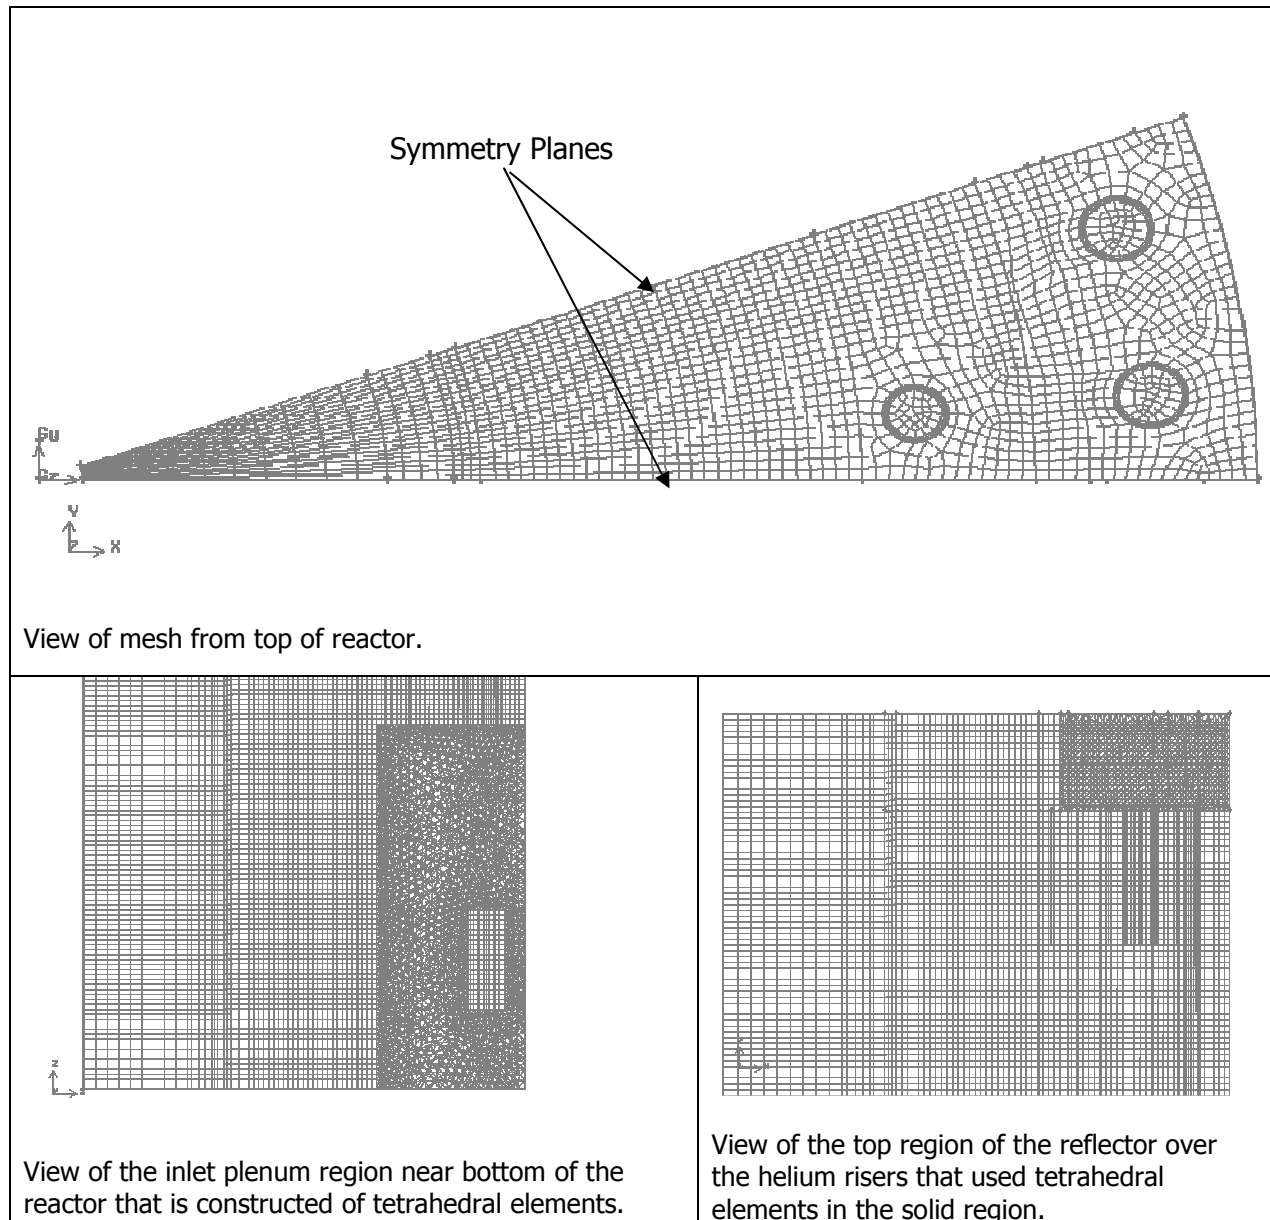 Symmetry Planes
Y
Z X
View of mesh from top of reactor.
View of the inlet plenum region near bottom of the
reactor that is constructed of tetrahedral elements.
View of the top region of the reflector over
the helium risers that used tetrahedral
elements in the solid region.